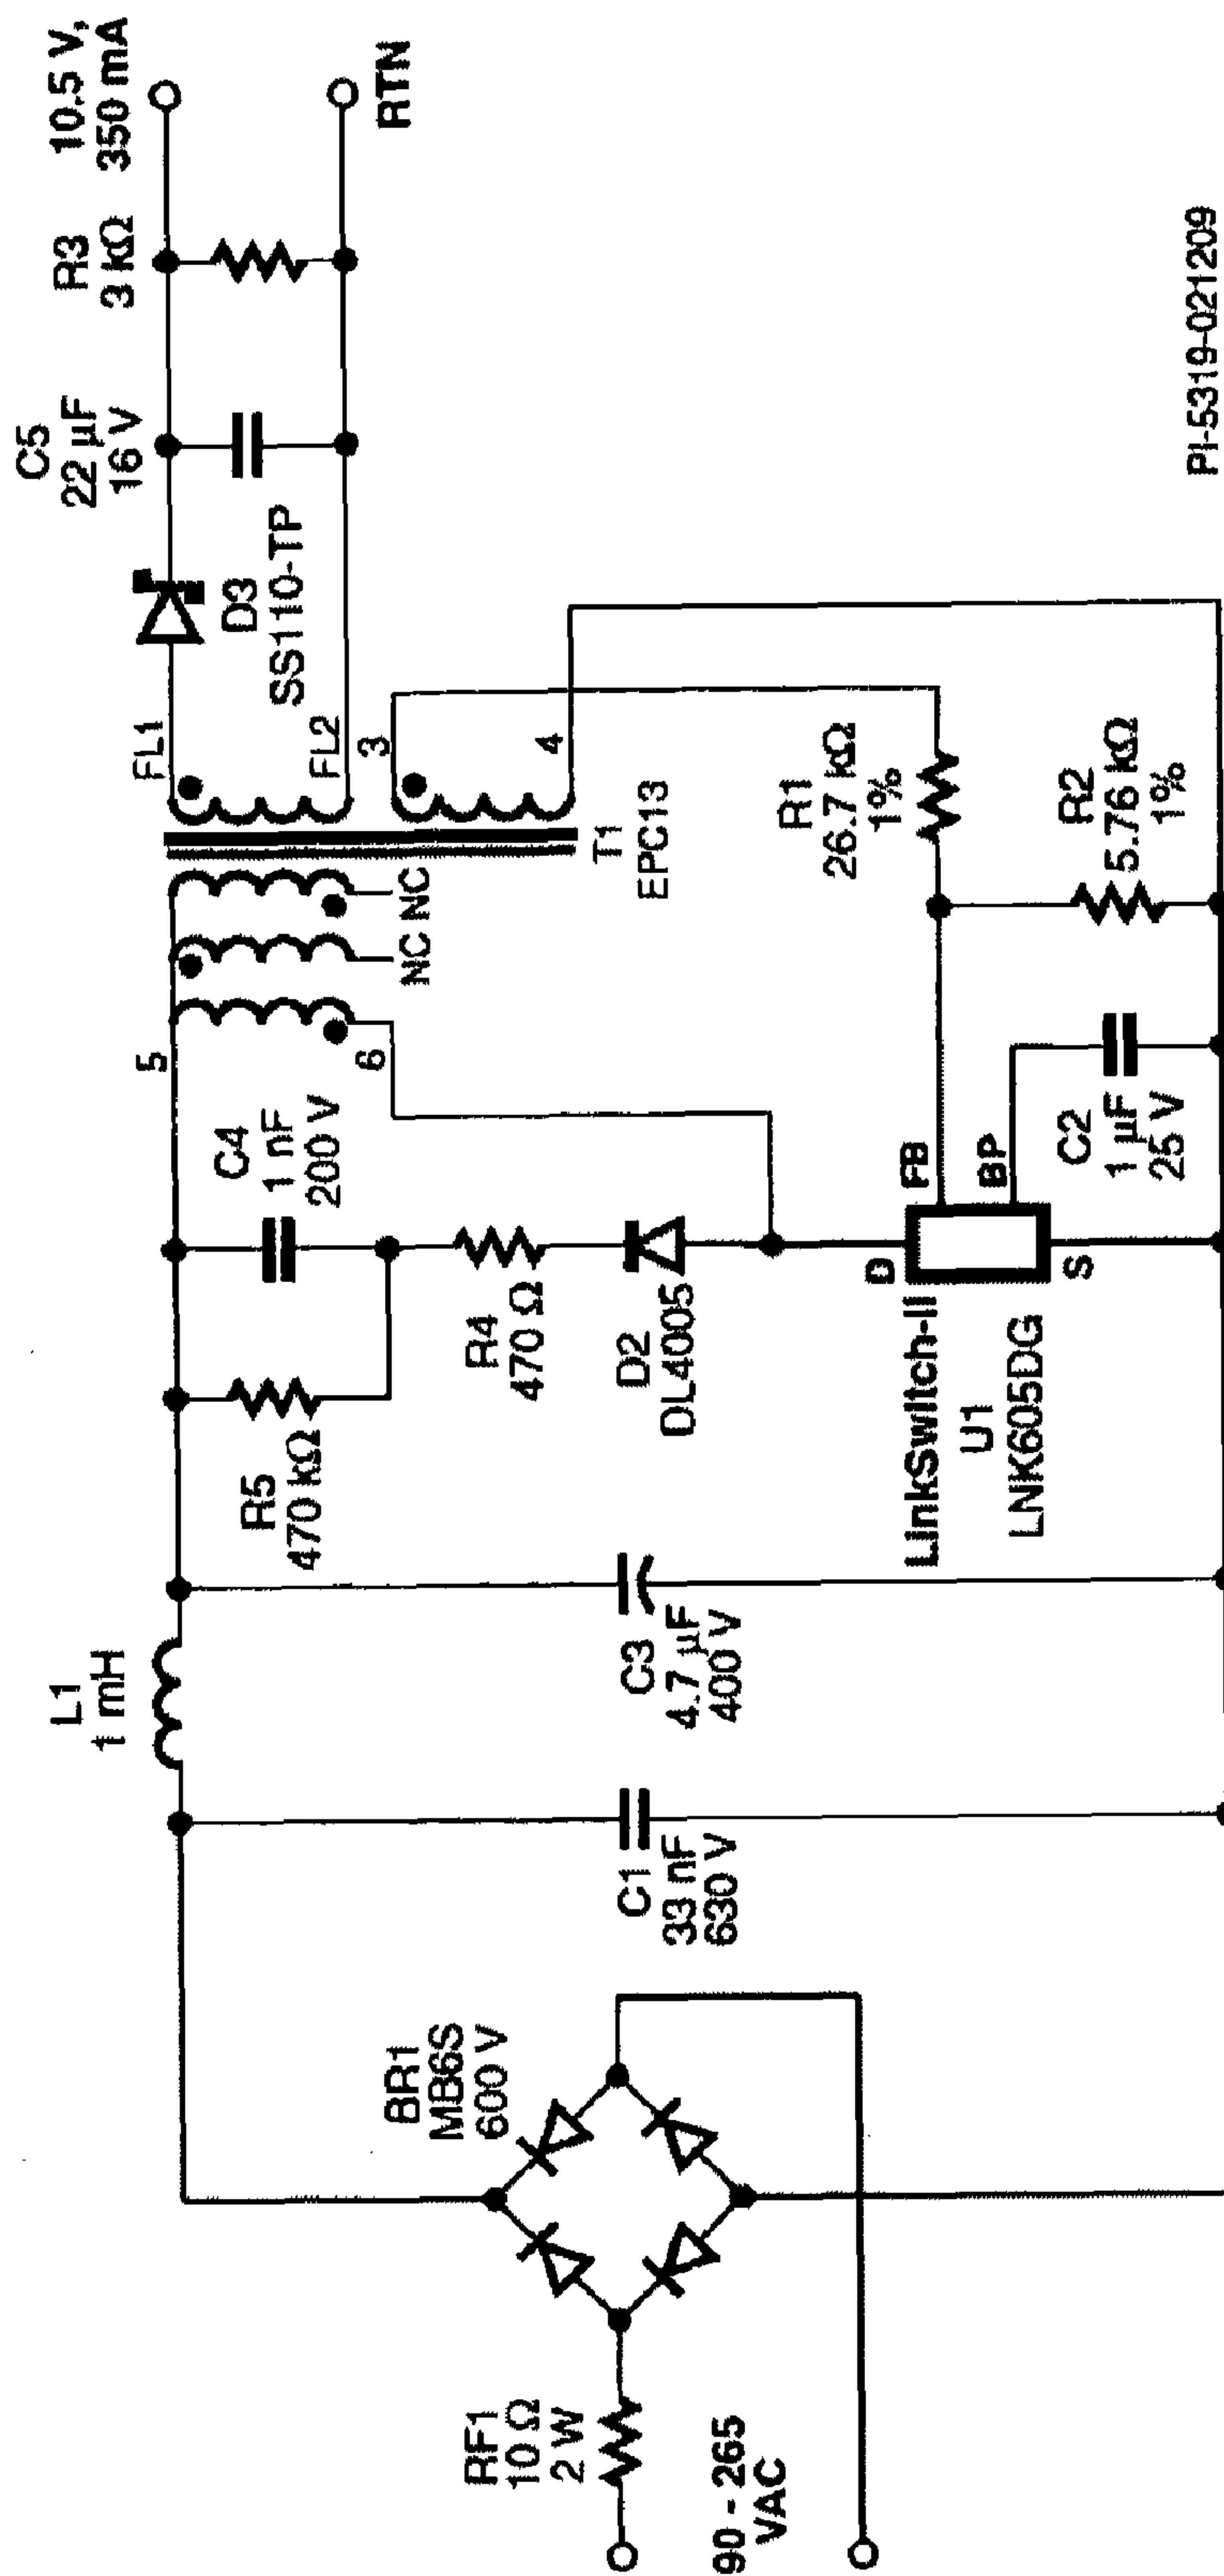 RF1
10 Ω
2 W
90 - 265
VAC
BR1
MB6S
600 V
C1
33 nF
630 V
L1
1 mH
C3
4.7 µF
400 V
R5
470 kΩ
C4
1 nF
200 V
R4
470 Ω
D2
DL4005
LinkSwitch-II
U1
LNK605DG
D
S
FB
BP
C2
1 µF
25 V
5
6
NC
NC
T1
EPC13
FL1
FL2
3
4
R1
26.7 kΩ
1%
R2
5.76 kΩ
1%
D3
SS110-TP
C5
22 µF
16 V
R3
3 kΩ
10.5 V,
350 mA
RTN
PI-5319-021209